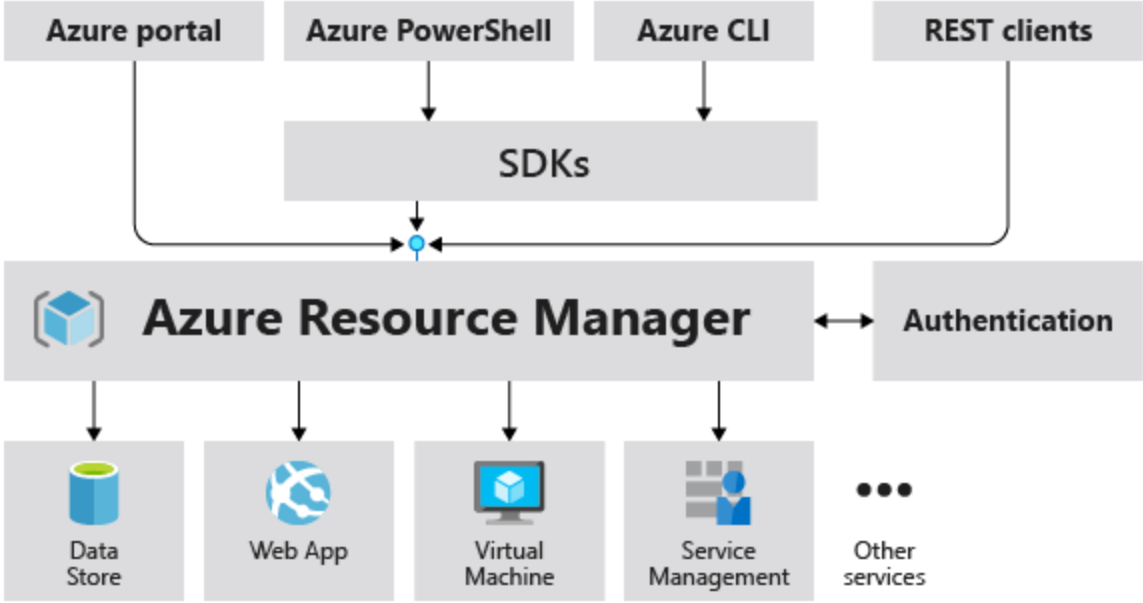 Azure portal
Azure PowerShell
Azure CLI
REST clients
SDKs
Azure Resource Manager
Authentication
Data
Store
Web App
Virtual
Machine
Service
Management
Other
services